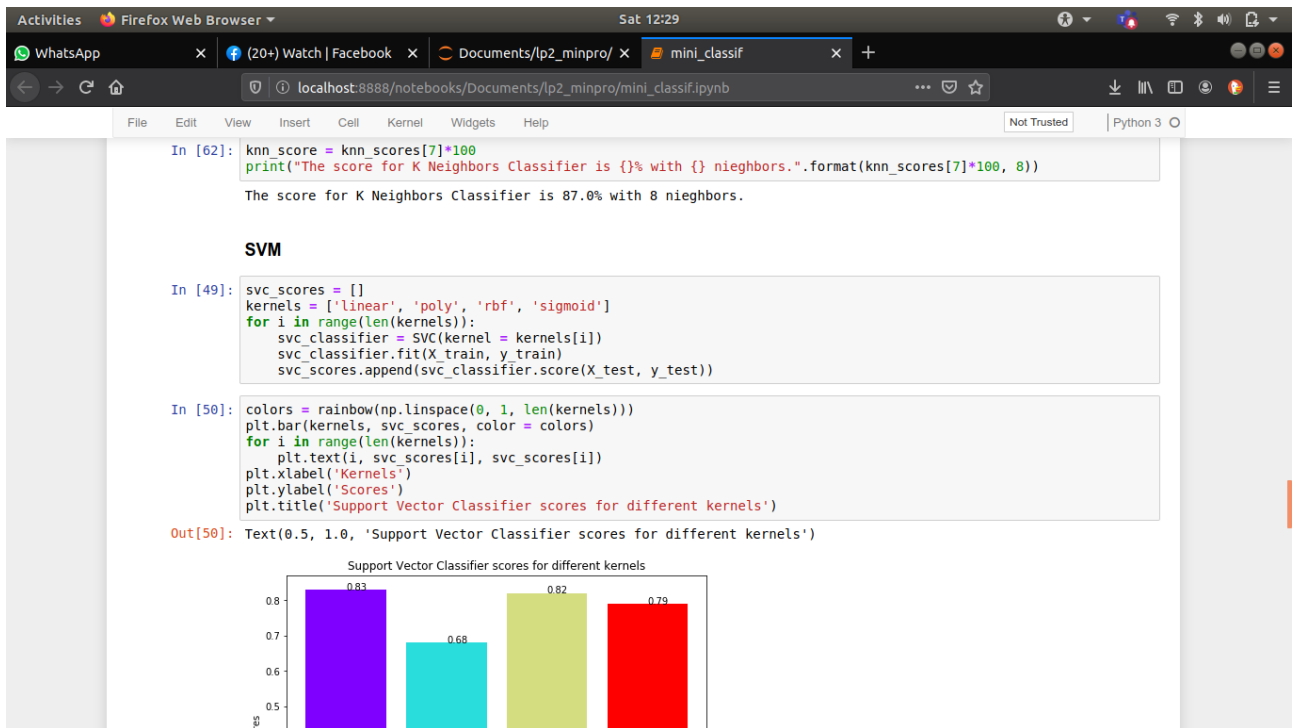 Activities Firefox Web Browser Sat 12:29
WhatsApp (20+) Watch | Facebook Documents/lp2_minpro/ mini_classif
localhost:8888/notebooks/Documents/lp2_minpro/mini_classif.ipynb
File Edit View Insert Cell Kernel Widgets Help Not Trusted Python 3
In [62]: knn_score = knn_scores[7]*100
print("The score for K Neighbors Classifier is {}% with {} nieghbors.".format(knn_scores[7]*100, 8))
The score for K Neighbors Classifier is 87.0% with 8 nieghbors.
SVM
In [49]: svc_scores = []
kernels = ['linear', 'poly', 'rbf', 'sigmoid']
for i in range(len(kernels)):
    svc_classifier = SVC(kernel = kernels[i])
    svc_classifier.fit(X_train, y_train)
    svc_scores.append(svc_classifier.score(X_test, y_test))
In [50]: colors = rainbow(np.linspace(0, 1, len(kernels)))
plt.bar(kernels, svc_scores, color = colors)
for i in range(len(kernels)):
    plt.text(i, svc_scores[i], svc_scores[i])
plt.xlabel('Kernels')
plt.ylabel('Scores')
plt.title('Support Vector Classifier scores for different kernels')
Out[50]: Text(0.5, 1.0, 'Support Vector Classifier scores for different kernels')
Support Vector Classifier scores for different kernels
0.83 0.82
0.8 0.79
0.7 0.68
0.6
0.5